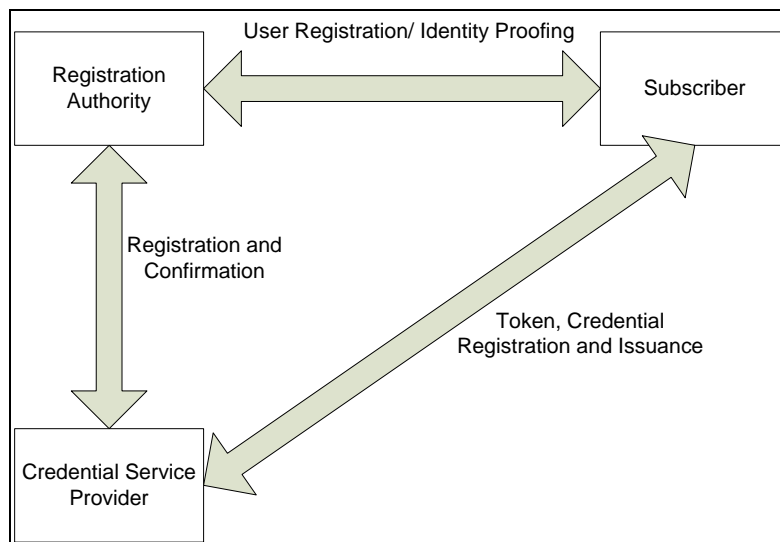 User Registration/ Identity Proofing
Registration
Authority
Subscriber
Registration and
Confirmation
Token, Credential
Registration and Issuance
Credential Service
Provider